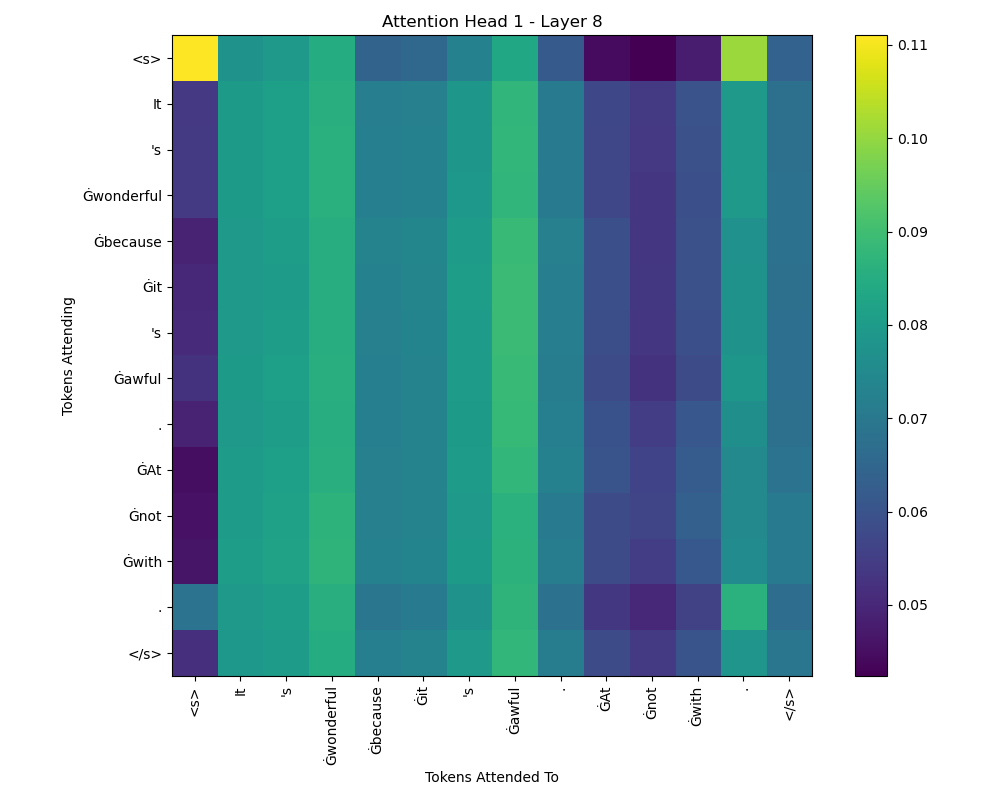 Attention Head 1 - Layer 8
Tokens Attending
<s>
It
's
Ġwonderful
Ġbecause
Ġit
's
Ġawful
.
ĠAt
Ġnot
Ġwith
.
</s>
<s>
It
's
Ġwonderful
Ġbecause
Ġit
's
Ġawful
.
ĠAt
Ġnot
Ġwith
.
</s>
Tokens Attended To
0.11
0.10
0.09
0.08
0.07
0.06
0.05